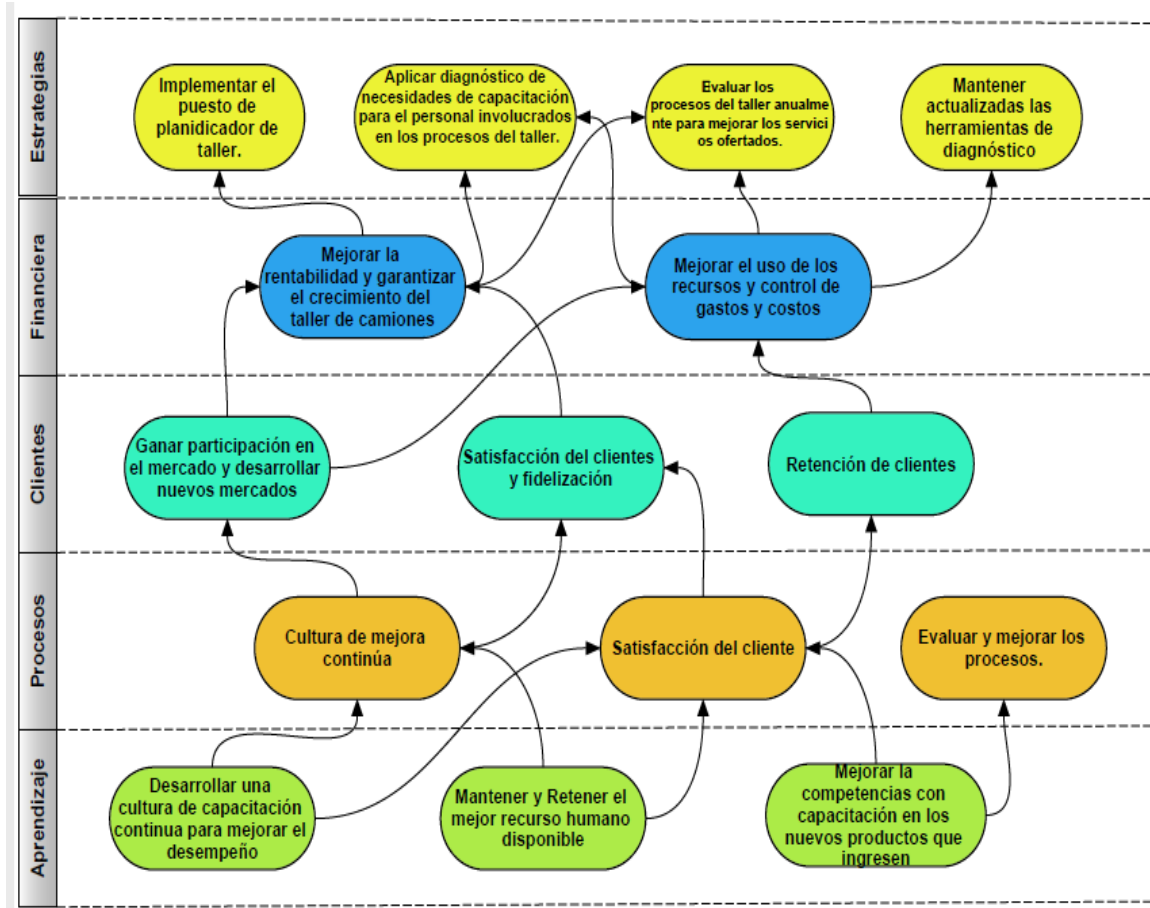 Estrategias
Implementar el
puesto de
planidicador de
taller.
Aplicar diagnóstico de
necesidades de capacitación
para el personal involucrados
en los procesos del taller.
Evaluar los
procesos del taller anualme
nte para mejorar los servici
os ofertados.
Mantener
actualizadas las
herramientas de
diagnóstico
Financiera
Mejorar la
rentabilidad y garantizar
el crecimiento del
taller de camiones
Mejorar el uso de los
recursos y control de
gastos y costos
Clientes
Ganar participación en
el mercado y desarrollar
nuevos mercados
Satisfacción del clientes
y fidelización
Retención de clientes
Procesos
Cultura de mejora
continúa
Satisfacción del cliente
Evaluar y mejorar los
procesos.
Aprendizaje
Desarrollar una
cultura de capacitación
continua para mejorar el
desempeño
Mantener y Retener el
mejor recurso humano
disponible
Mejorar la
competencias con
capacitación en los
nuevos productos que
ingresen